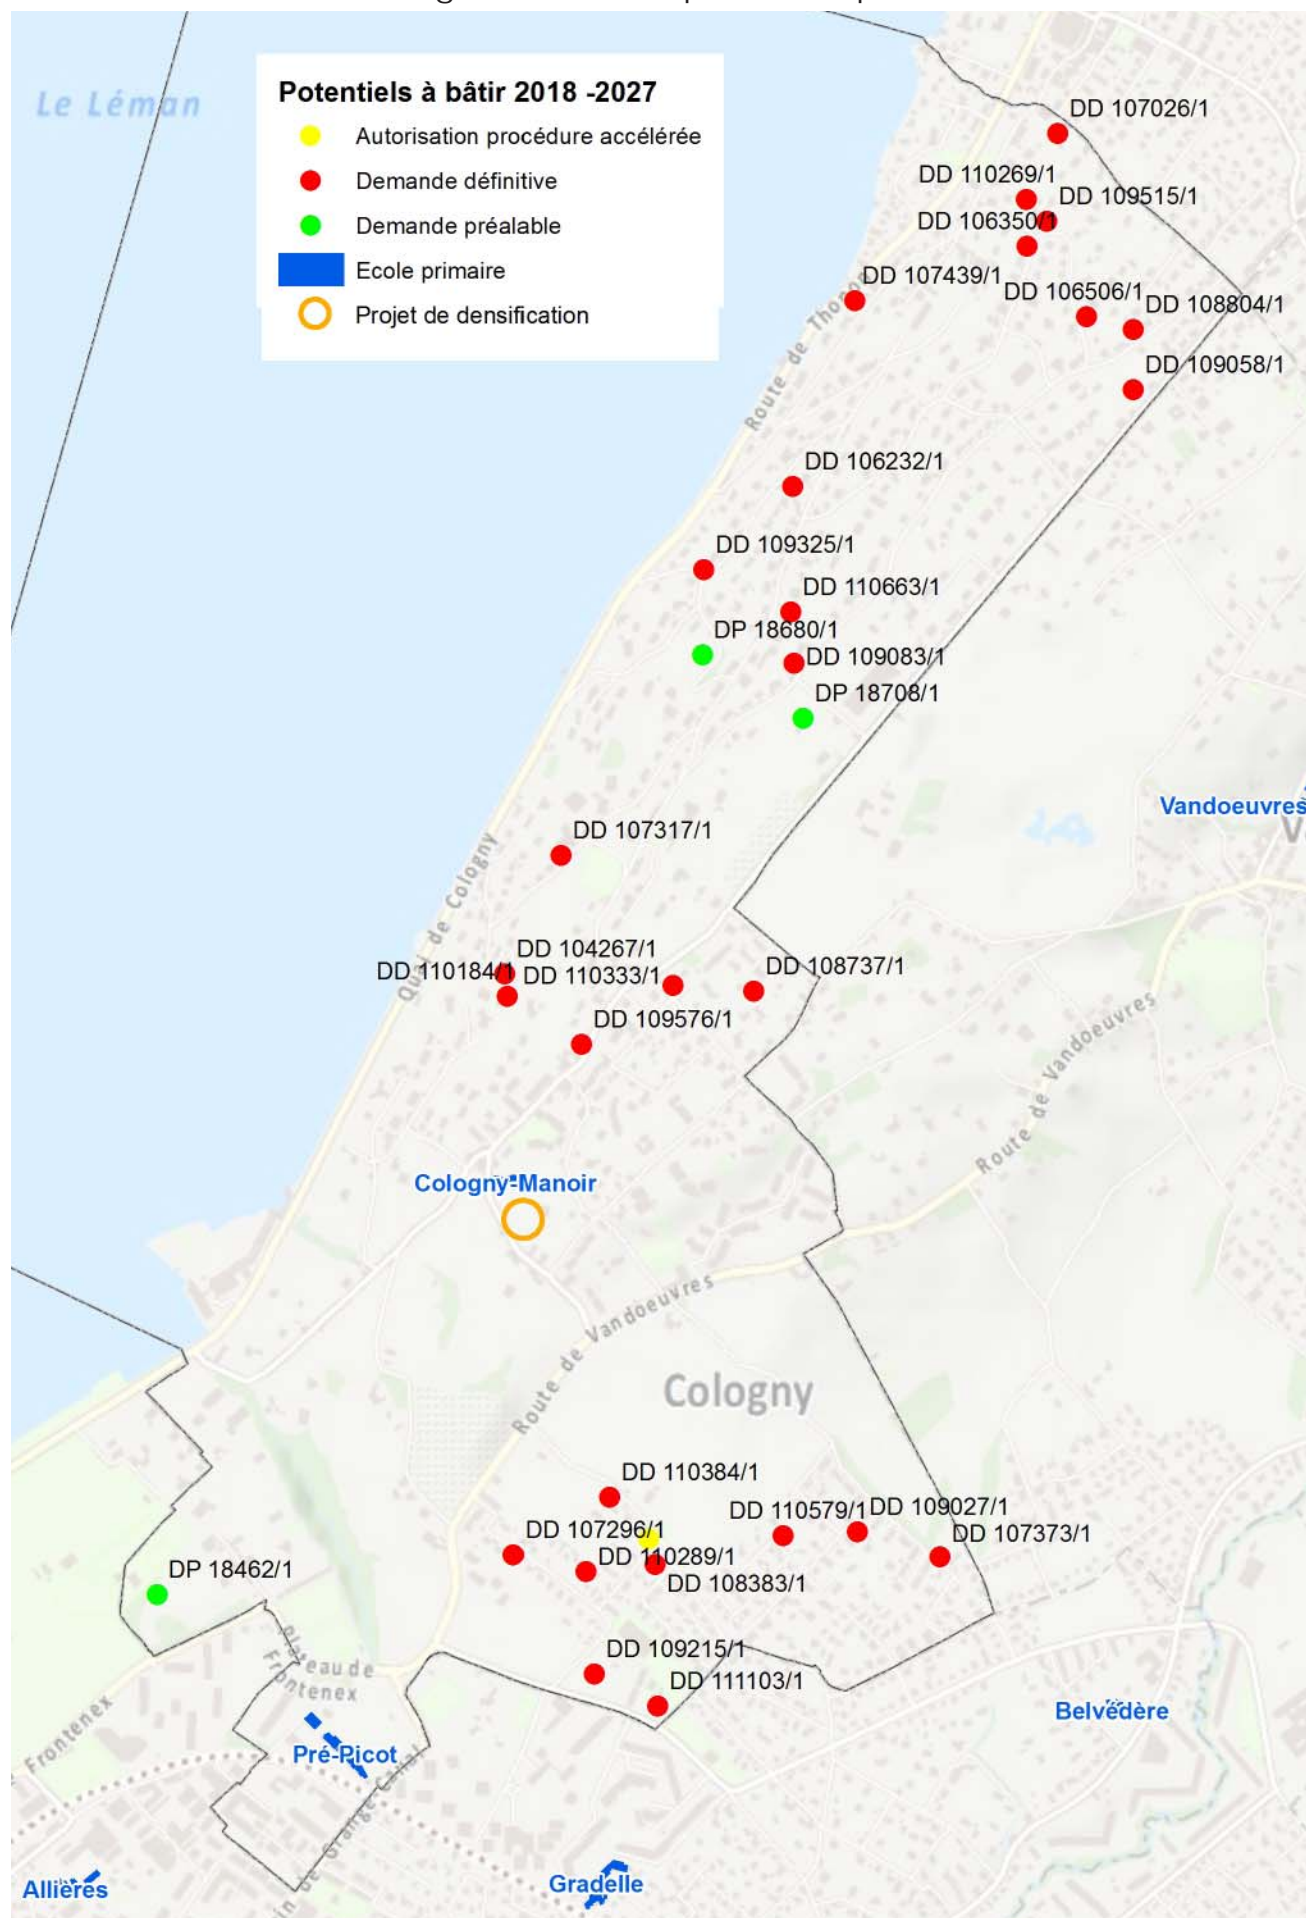 Le Léman
Potentiels à bâtir 2018 -2027
Autorisation procédure accélérée
Demande définitive
Demande préalable
Ecole primaire
Projet de densification
DD 107026/1
DD 110269/1
DD 109515/1
DD 106350/1
DD 107439/1
DD 106506/1
DD 108804/1
Route de Thonon
DD 109058/1
DD 106232/1
DD 109325/1
DD 110663/1
DP 18680/1
DD 109083/1
DP 18708/1
Vandoeuvres
DD 107317/1
Quai de Cologny
DD 104267/1
DD 110184/1
DD 110333/1
DD 108737/1
DD 109576/1
Route de Vandoeuvres
Cologny-Manoir
Route de Vandoeuvres
Cologny
DD 110384/1
DD 110579/1
DD 109027/1
DD 107296/1
DD 107373/1
DD 110289/1
DD 108383/1
DP 18462/1
DD 109215/1
Plateau de
Frontenex
DD 111103/1
Frontenex
Belvédère
Pré-Picot
Grange-Canal
Allières
Gradelle